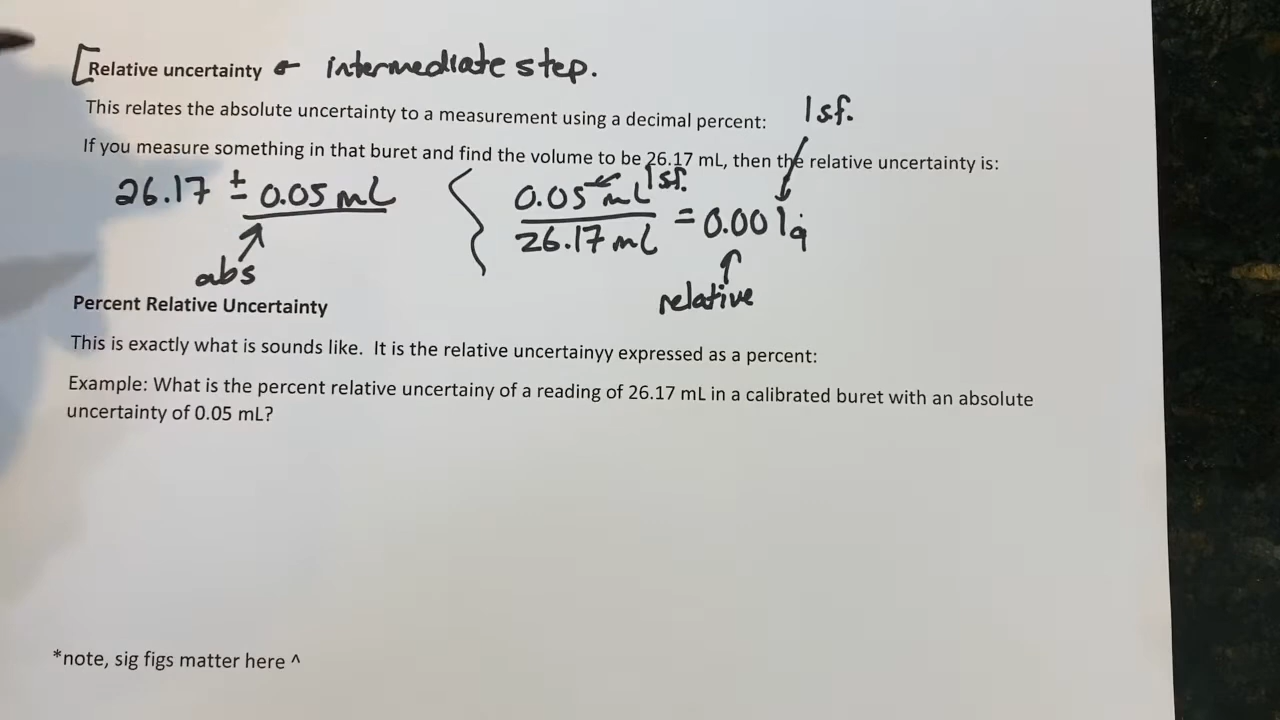 [Relative uncertainty ← intermediate step.
This relates the absolute uncertainty to a measurement using a decimal percent: 1 sf.
If you measure something in that buret and find the volume to be 26.17 mL, then the relative uncertainty is:
26.17 ± 0.05 mL { 0.05 mL ← 1 sf.
26.17 mL = 0.001₉
abs
relative
Percent Relative Uncertainty
This is exactly what is sounds like. It is the relative uncertainyy expressed as a percent:
Example: What is the percent relative uncertainy of a reading of 26.17 mL in a calibrated buret with an absolute
uncertainty of 0.05 mL?
*note, sig figs matter here ^